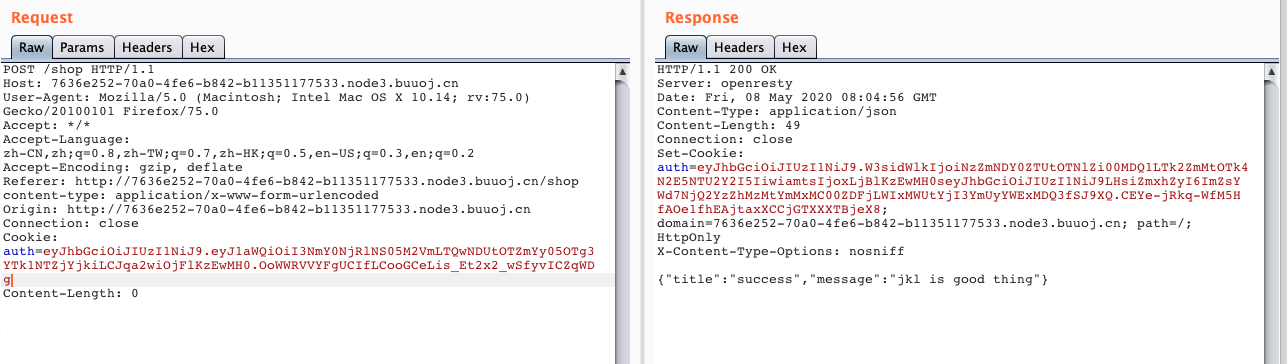 Request
Raw Params Headers Hex
POST /shop HTTP/1.1
Host: 7636e252-70a0-4fe6-b842-b11351177533.node3.buuoj.cn
User-Agent: Mozilla/5.0 (Macintosh; Intel Mac OS X 10.14; rv:75.0)
Gecko/20100101 Firefox/75.0
Accept: */*
Accept-Language:
zh-CN,zh;q=0.8,zh-TW;q=0.7,zh-HK;q=0.5,en-US;q=0.3,en;q=0.2
Accept-Encoding: gzip, deflate
Referer: http://7636e252-70a0-4fe6-b842-b11351177533.node3.buuoj.cn/shop
content-type: application/x-www-form-urlencoded
Origin: http://7636e252-70a0-4fe6-b842-b11351177533.node3.buuoj.cn
Connection: close
Cookie:
auth=eyJhbGciOiJIUzI1NiJ9.eyJ1aWQiOiI3NmY0NjRlNS05M2VmLTQwNDUtOTZmYy05OTg3
YTk1NTZjYjkiLCJqa2wiOjFlKzEwMH0.OoWWRVVYFgUCIfLCooGCeLis_Et2x2_wSfyvICZqWD
g
Content-Length: 0
Response
Raw Headers Hex
HTTP/1.1 200 OK
Server: openresty
Date: Fri, 08 May 2020 08:04:56 GMT
Content-Type: application/json
Content-Length: 49
Connection: close
Set-Cookie:
auth=eyJhbGciOiJIUzI1NiJ9.W3sidWlkIjoiNzZmNDY0ZTUtOTNlZi00MDQ1LTk2ZmMtOTk4
N2E5NTU2Y2I5IiwiamtsIjoxLjBlKzEwMH0seyJhbGciOiJIUzI1NiJ9LHsiZmxhZyI6ImZsY
Wd7NjQ2YzZhMzMtYmMxMC00ZDFjLWIxMWUtYjI3YmUyYWExMDQ3fSJ9XQ.CEYe-jRkq-WfM5H
fAOelfhEAjtaxXCCjGTXXXTBjeX8;
domain=7636e252-70a0-4fe6-b842-b11351177533.node3.buuoj.cn; path=/;
HttpOnly
X-Content-Type-Options: nosniff
{"title":"success","message":"jkl is good thing"}